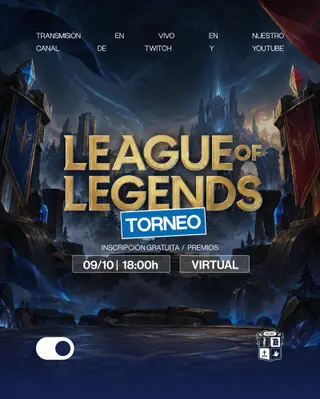 TRANSMISIÓN EN VIVO EN NUESTRO
CANAL DE TWITCH Y YOUTUBE
LEAGUE OF
LEGENDS
TORNEO
INSCRIPCIÓN GRATUITA / PREMIOS
09/10 | 18:00h VIRTUAL